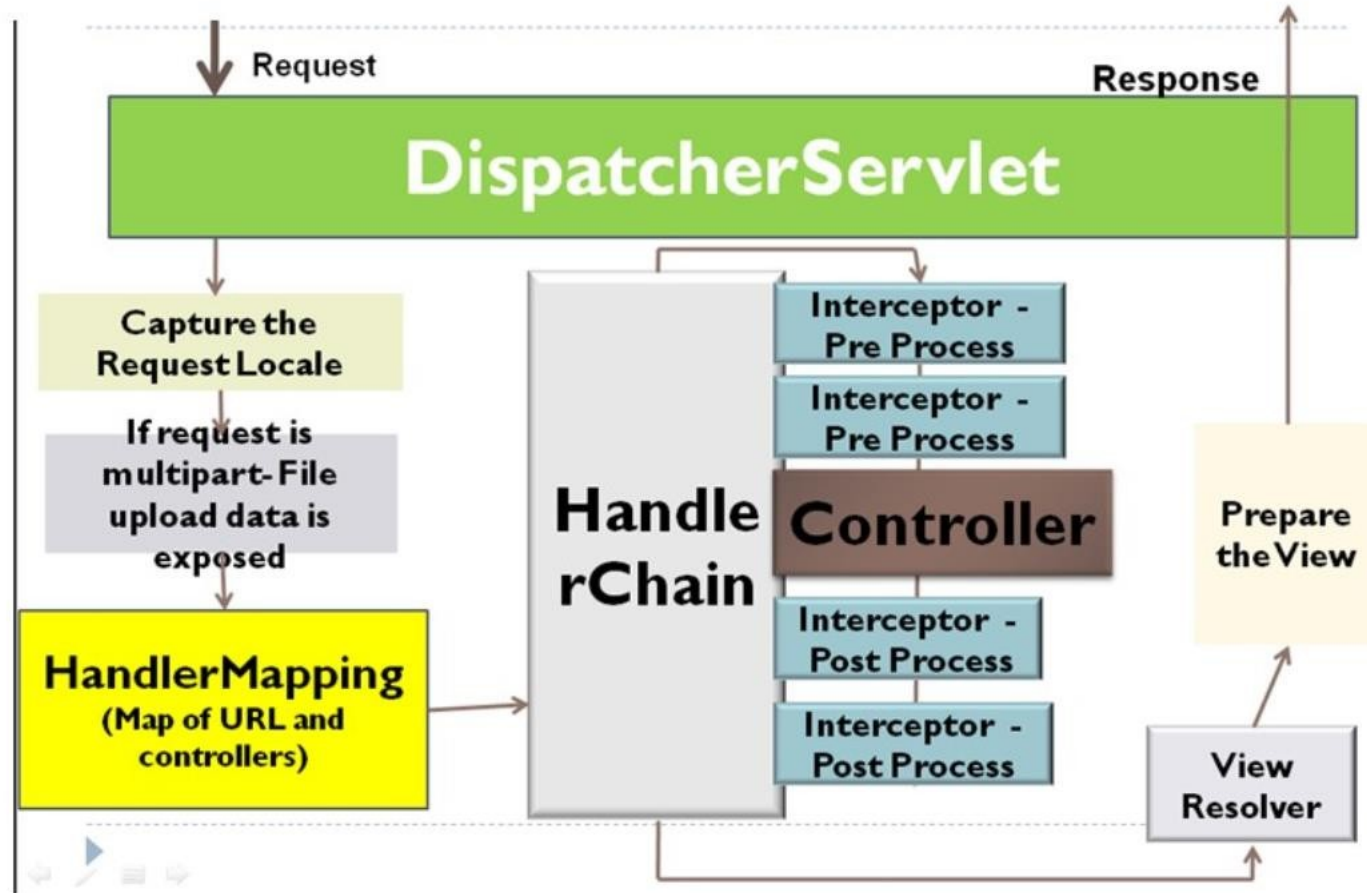 Request
Response
DispatcherServlet
Capture the
Request Locale
If request is
multipart-File
upload data is
exposed
HandlerMapping
(Map of URL and
controllers)
Handle
rChain
Interceptor -
Pre Process
Interceptor -
Pre Process
Controller
Interceptor -
Post Process
Interceptor -
Post Process
View
Resolver
Prepare
the View